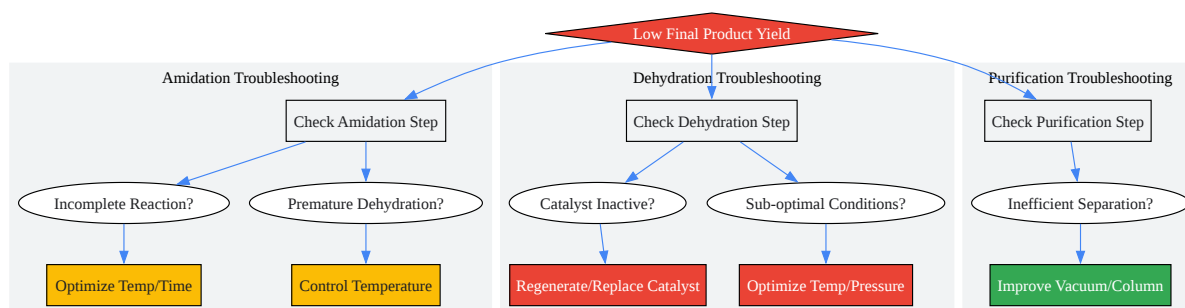 Low Final Product Yield
Amidation Troubleshooting
Dehydration Troubleshooting
Purification Troubleshooting
Check Amidation Step
Check Dehydration Step
Check Purification Step
Incomplete Reaction?
Premature Dehydration?
Catalyst Inactive?
Sub-optimal Conditions?
Inefficient Separation?
Optimize Temp/Time
Control Temperature
Regenerate/Replace Catalyst
Optimize Temp/Pressure
Improve Vacuum/Column